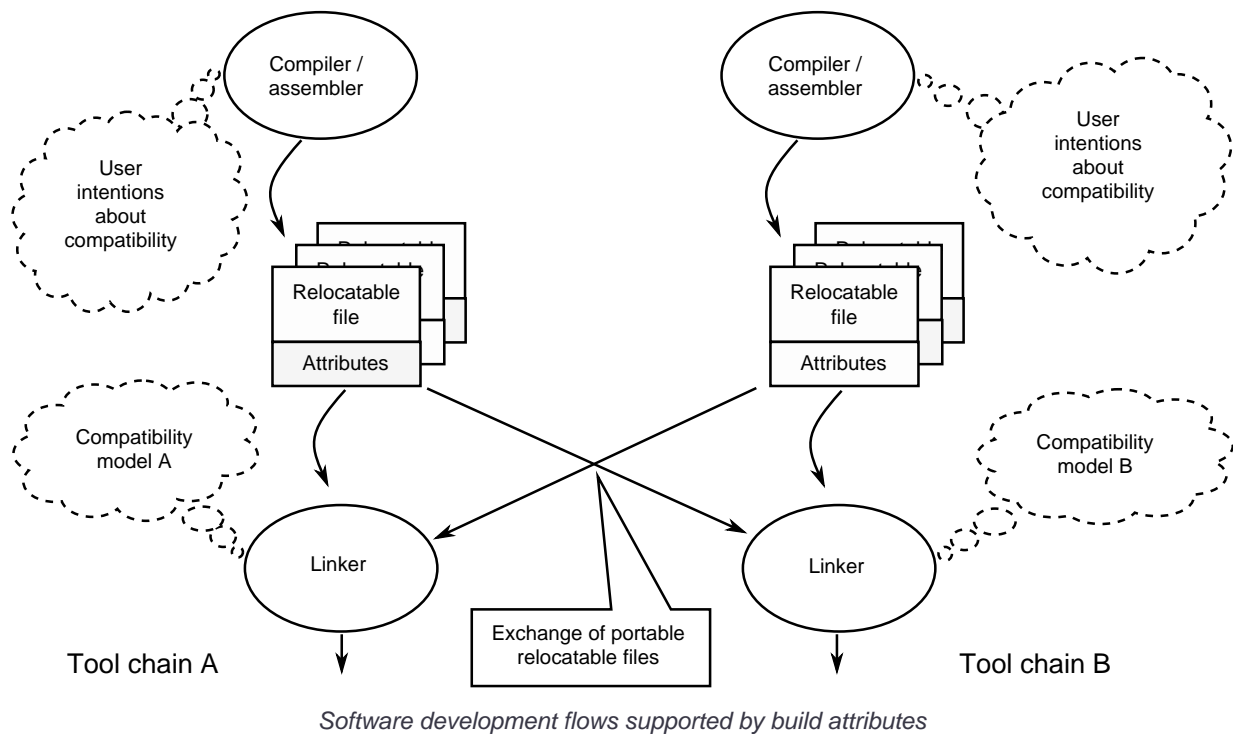 Compiler /
assembler
Compiler /
assembler
User
intentions
about
compatibility
User
intentions
about
compatibility
Relocatable
file
Attributes
Relocatable
file
Attributes
Compatibility
model A
Compatibility
model B
Linker
Linker
Exchange of portable
relocatable files
Tool chain A
Tool chain B
Software development flows supported by build attributes